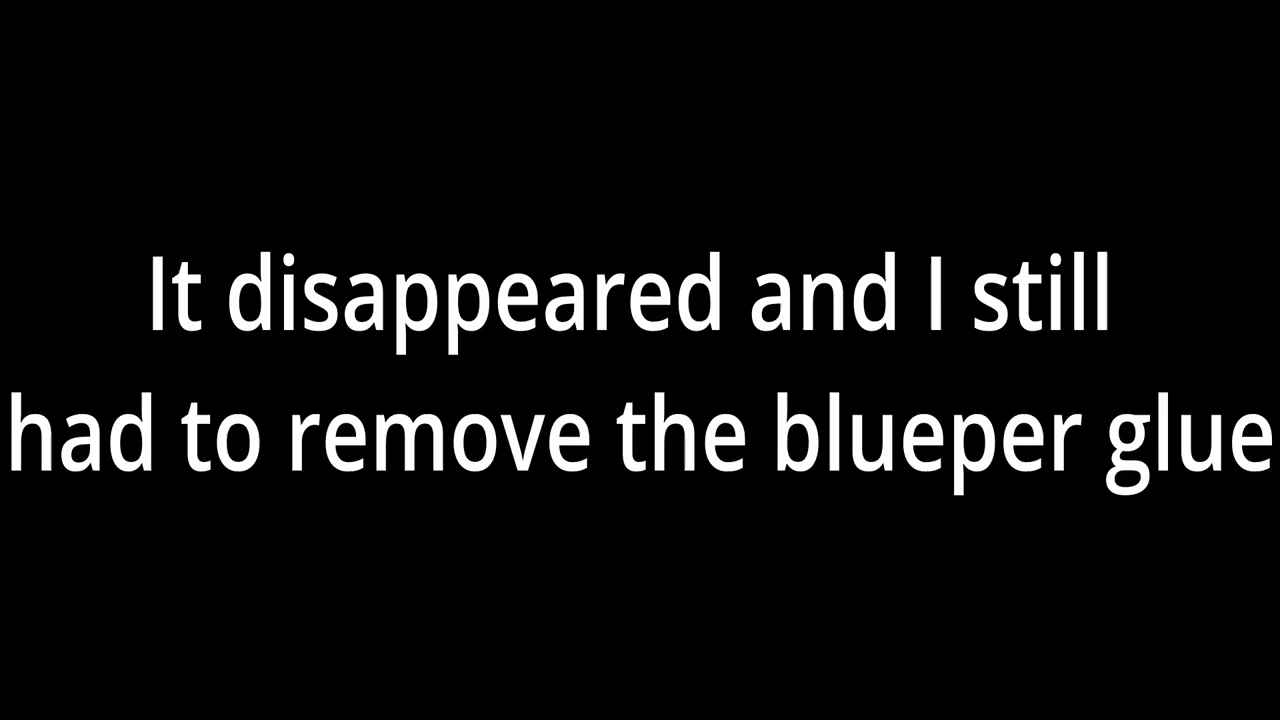 It disappeared and I still
had to remove the blueper glue